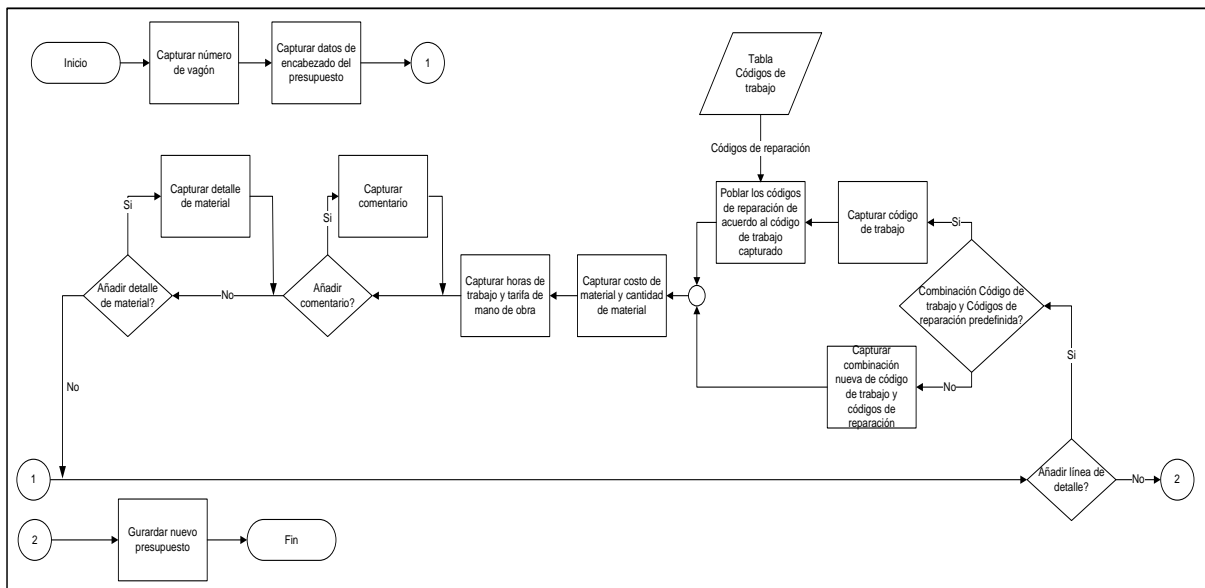 Inicio
Capturar número
de vagón
Capturar datos de
encabezado del
presupuesto
1
Tabla
Códigos de
trabajo
Códigos de reparación
Capturar detalle
de material
Si
Capturar
comentario
Si
Poblar los códigos
de reparación de
acuerdo al código
de trabajo
capturado
Capturar código
de trabajo
Si
Añadir detalle
de material?
No
Añadir
comentario?
Capturar horas de
trabajo y tarifa de
mano de obra
Capturar costo de
material y cantidad
de material
Combinación Código de
trabajo y Códigos de
reparación predefinida?
No
Capturar
combinación
nueva de código
de trabajo y
códigos de
reparación
No
Si
1
Añadir línea de
detalle?
No
2
2
Gurardar nuevo
presupuesto
Fin